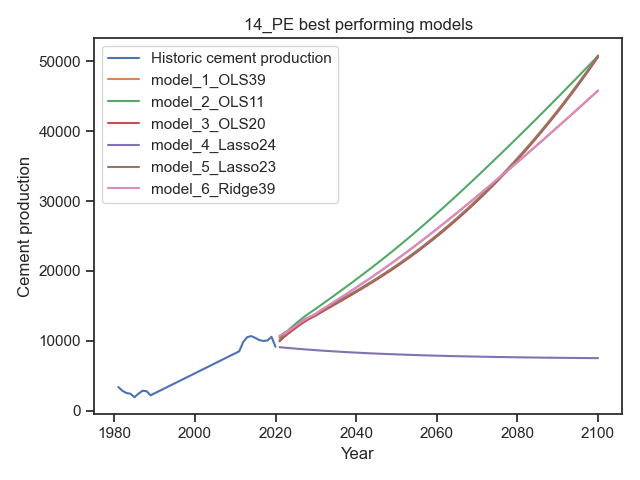 14_PE best performing models
Historic cement production
model_1_OLS39
model_2_OLS11
model_3_OLS20
model_4_Lasso24
model_5_Lasso23
model_6_Ridge39
Cement production
50000
40000
30000
20000
10000
0
1980 2000 2020 2040 2060 2080 2100
Year